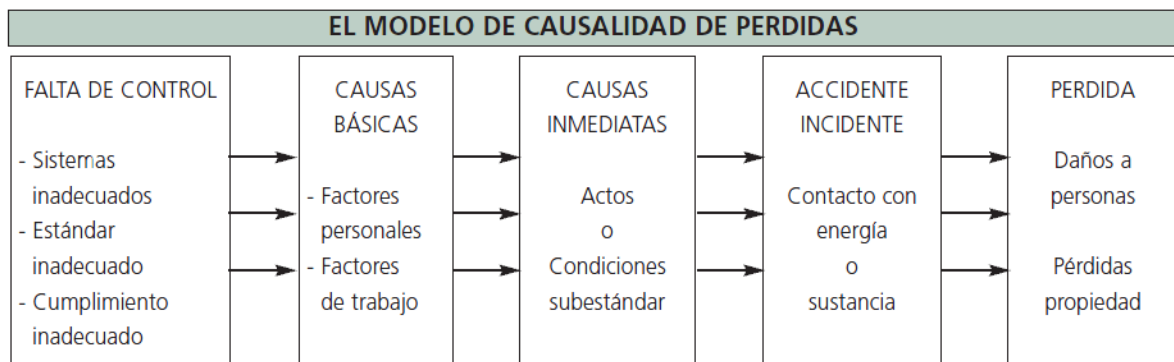 EL MODELO DE CAUSALIDAD DE PERDIDAS
FALTA DE CONTROL
- Sistemas
inadecuados
- Estándar
inadecuado
- Cumplimiento
inadecuado
CAUSAS
BÁSICAS
- Factores
personales
- Factores
de trabajo
CAUSAS
INMEDIATAS
Actos
o
Condiciones
subestándar
ACCIDENTE
INCIDENTE
Contacto con
energía
o
sustancia
PERDIDA
Daños a
personas
Pérdidas
propiedad